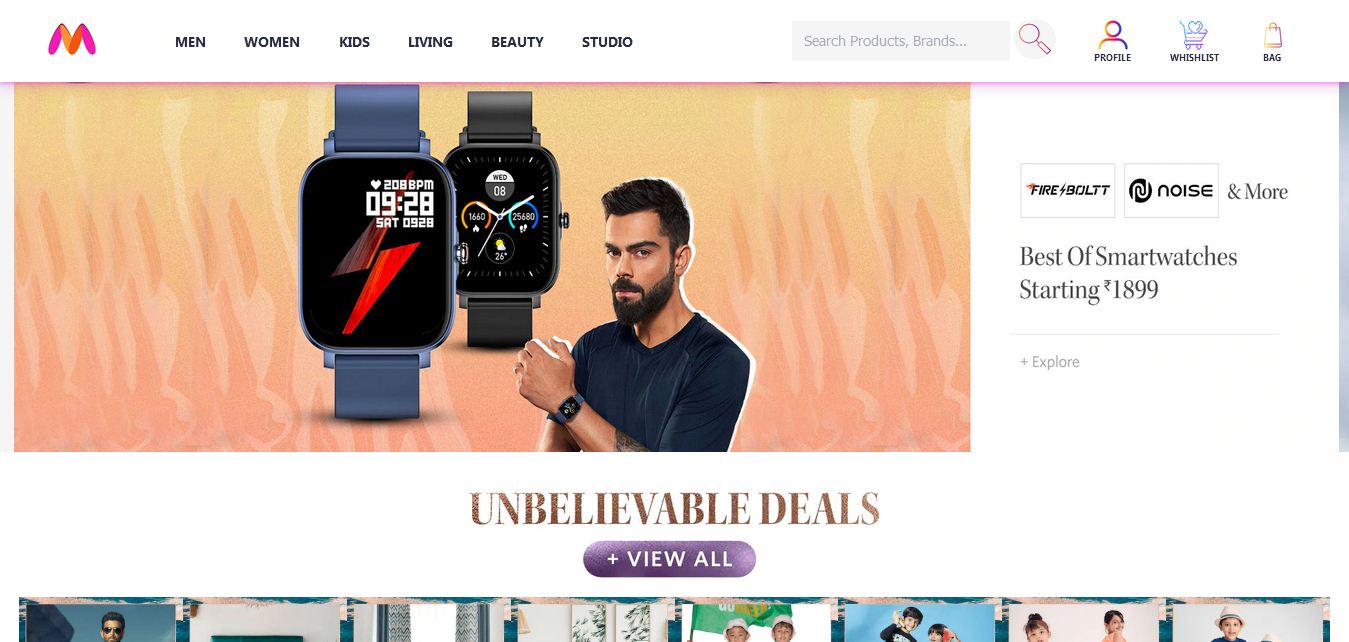 MEN WOMEN KIDS LIVING BEAUTY STUDIO
Search Products, Brands...
PROFILE WHISHLIST BAG
208 BPM
09:28
SAT 0928
WED
08
1660
25680
26°
FIRE-BOLTT
NOISE
& More
Best Of Smartwatches
Starting ₹1899
+ Explore
UNBELIEVABLE DEALS
+ VIEW ALL